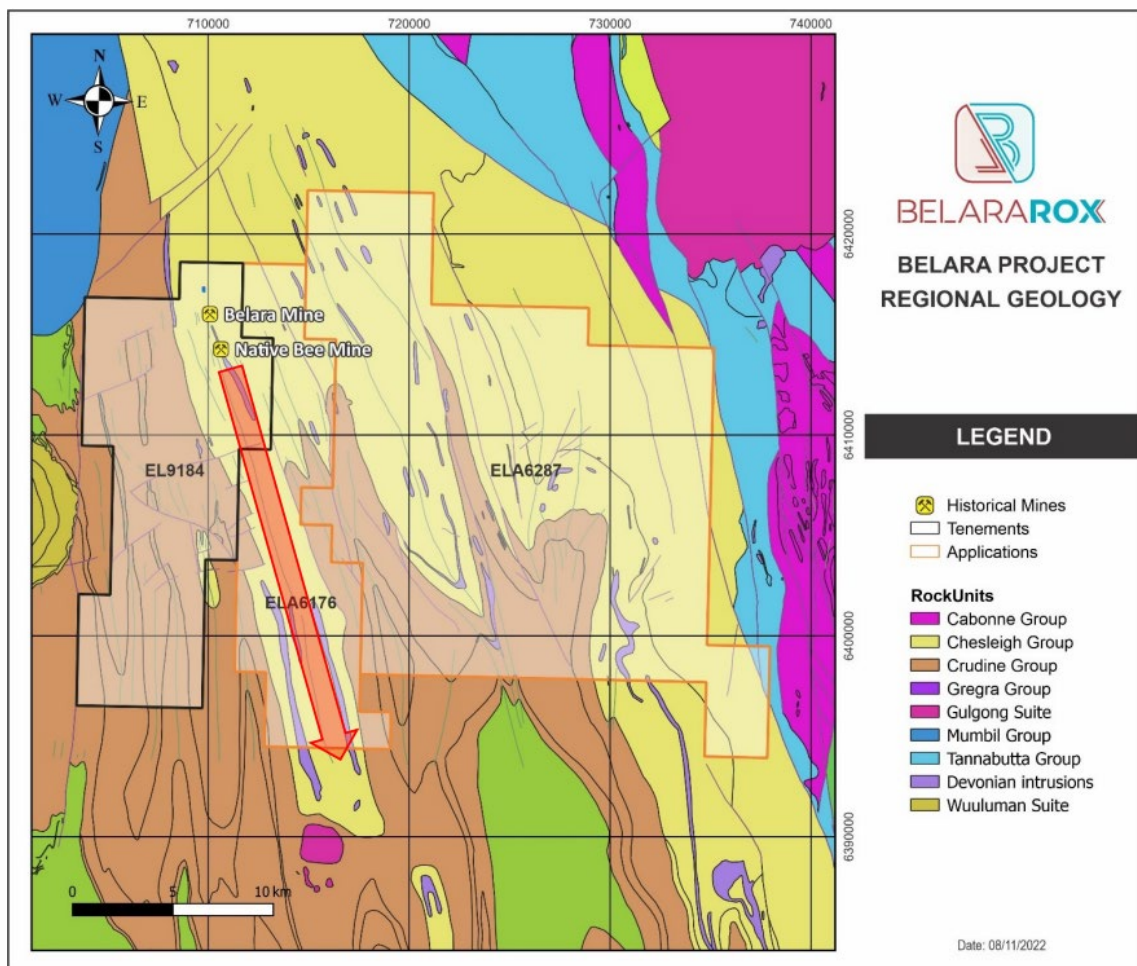 710000
720000
730000
740000
N
W
E
S
6420000
6410000
6400000
6390000
Belara Mine
Native Bee Mine
EL9184
ELA6287
ELA6176
0 5 10 km
BELARAROX
BELARA PROJECT
REGIONAL GEOLOGY
LEGEND
Historical Mines
Tenements
Applications
RockUnits
Cabonne Group
Chesleigh Group
Crudine Group
Gregra Group
Gulgong Suite
Mumbil Group
Tannabutta Group
Devonian intrusions
Wuuluman Suite
Date: 08/11/2022